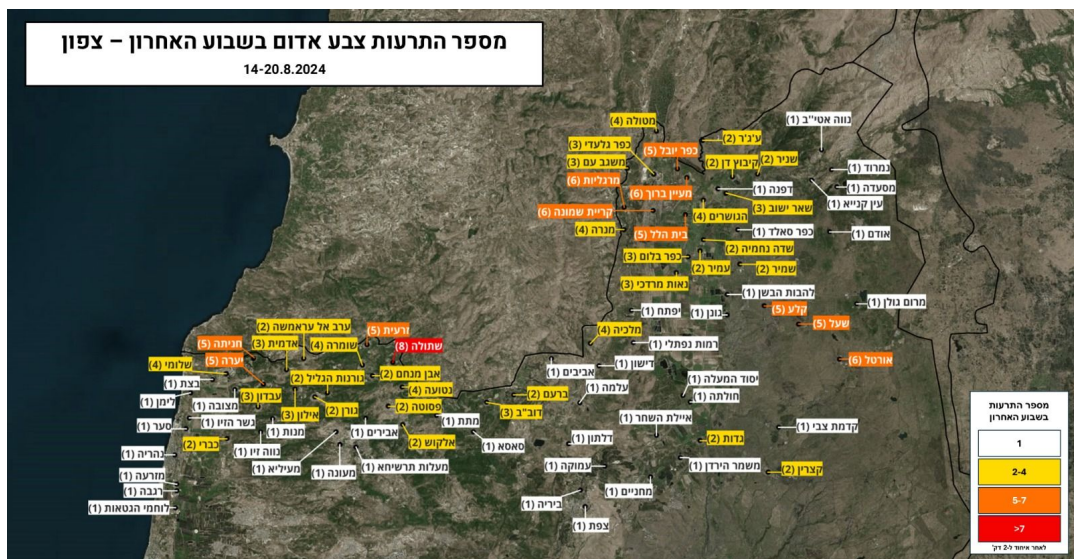 מספר התרעות צבע אדום בשבוע האחרון – צפון
14-20.8.2024
נווה אטי''ב (1)
מטולה (4)
ע'ג'ר (2)
כפר גלעדי (3)
כפר יובל (5)
קיבוץ דן (2)
שניר (2)
נמרוד (1)
משגב עם (3)
מסעדה (1)
מרגליות (6)
מעיין ברוך (6)
דפנה (1)
עין קנייא (1)
שאר ישוב (3)
קריית שמונה (6)
הגושרים (4)
מנרה (4)
בית הלל (5)
כפר סאלד (1)
אודם (1)
שדה נחמיה (2)
כפר בלום (3)
עמיר (2)
שמיר (2)
נאות מרדכי (3)
להבות הבשן (1)
מרום גולן (1)
יפתח (1)
גונן (1)
קלע (5)
שעל (5)
ערב אל עראמשה (2)
זרעית (5)
מלכיה (4)
חניתה (5)
אדמית (3)
שומרה (4)
שתולה (8)
רמות נפתלי (1)
שלומי (4)
יערה (5)
אבן מנחם (2)
אביבים (1)
דישון (1)
אורטל (6)
בצת (1)
גורנות הגליל (2)
נטועה (4)
עלמה (1)
יסוד המעלה (1)
לימן (1)
מצובה (1)
עבדון (3)
אילון (3)
גורן (2)
פסוטה (2)
ברעם (2)
דוב"ב (3)
חולתה (1)
סער (1)
גשר הזיו (1)
מנות (1)
אבירים (1)
מתת (1)
איילת השחר (1)
קדמת צבי (1)
כברי (2)
נווה זיו (1)
אלקוש (2)
סאסא (1)
דלתון (1)
גדות (2)
נהריה (1)
מעיליא (1)
מעונה (1)
מעלות תרשיחא (1)
עמוקה (1)
משמר הירדן (1)
קצרין (2)
מזרעה (1)
רגבה (1)
מחניים (1)
לוחמי הגטאות (1)
ביריה (1)
צפת (1)
מספר התרעות
בשבוע האחרון
1
2-4
5-7
>7
לאחר איחוד ל-2 דק'